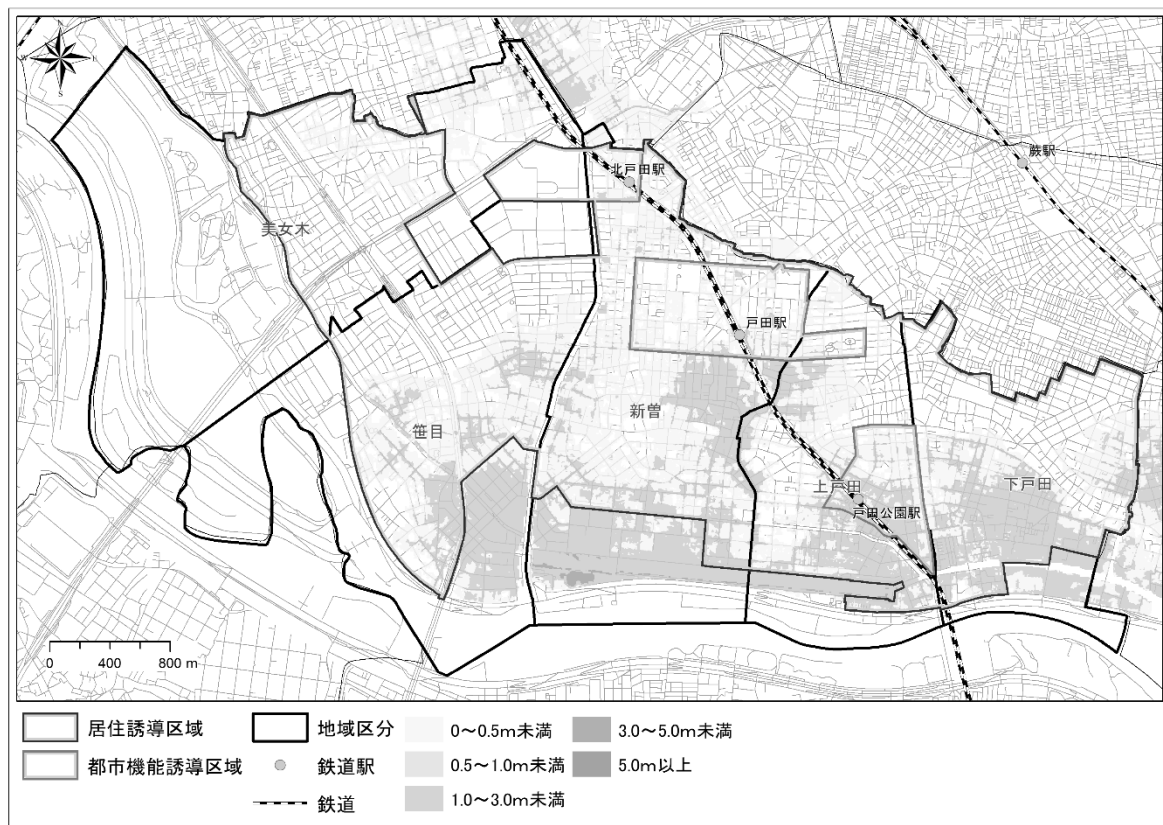 北戸田駅
蕨駅
美女木
戸田駅
新曽
笹目
上戸田
下戸田
戸田公園駅
0 400 800 m
居住誘導区域
都市機能誘導区域
地域区分
鉄道駅
鉄道
0~0.5m未満
0.5~1.0m未満
1.0~3.0m未満
3.0~5.0m未満
5.0m以上